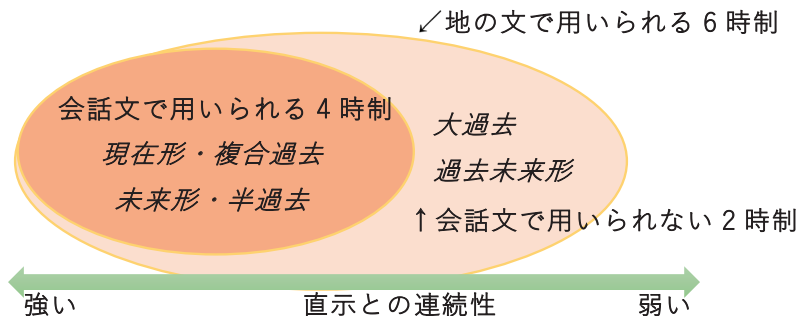 ↙地の文で用いられる 6 時制
会話文で用いられる 4 時制
現在形・複合過去
未来形・半過去
大過去
過去未来形
↑会話文で用いられない 2 時制
強い
直示との連続性
弱い